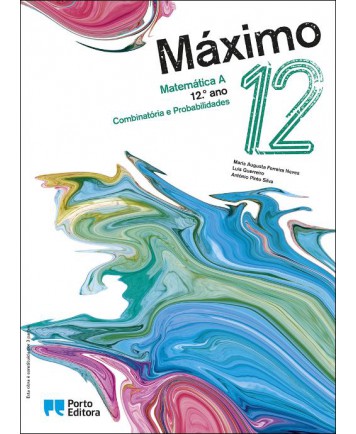 Máximo
Matemática A
12.º ano
Combinatória e Probabilidades
12
Maria Augusta Ferreira Neves
Luís Guerreiro
António Pinto Silva
Porto
Editora